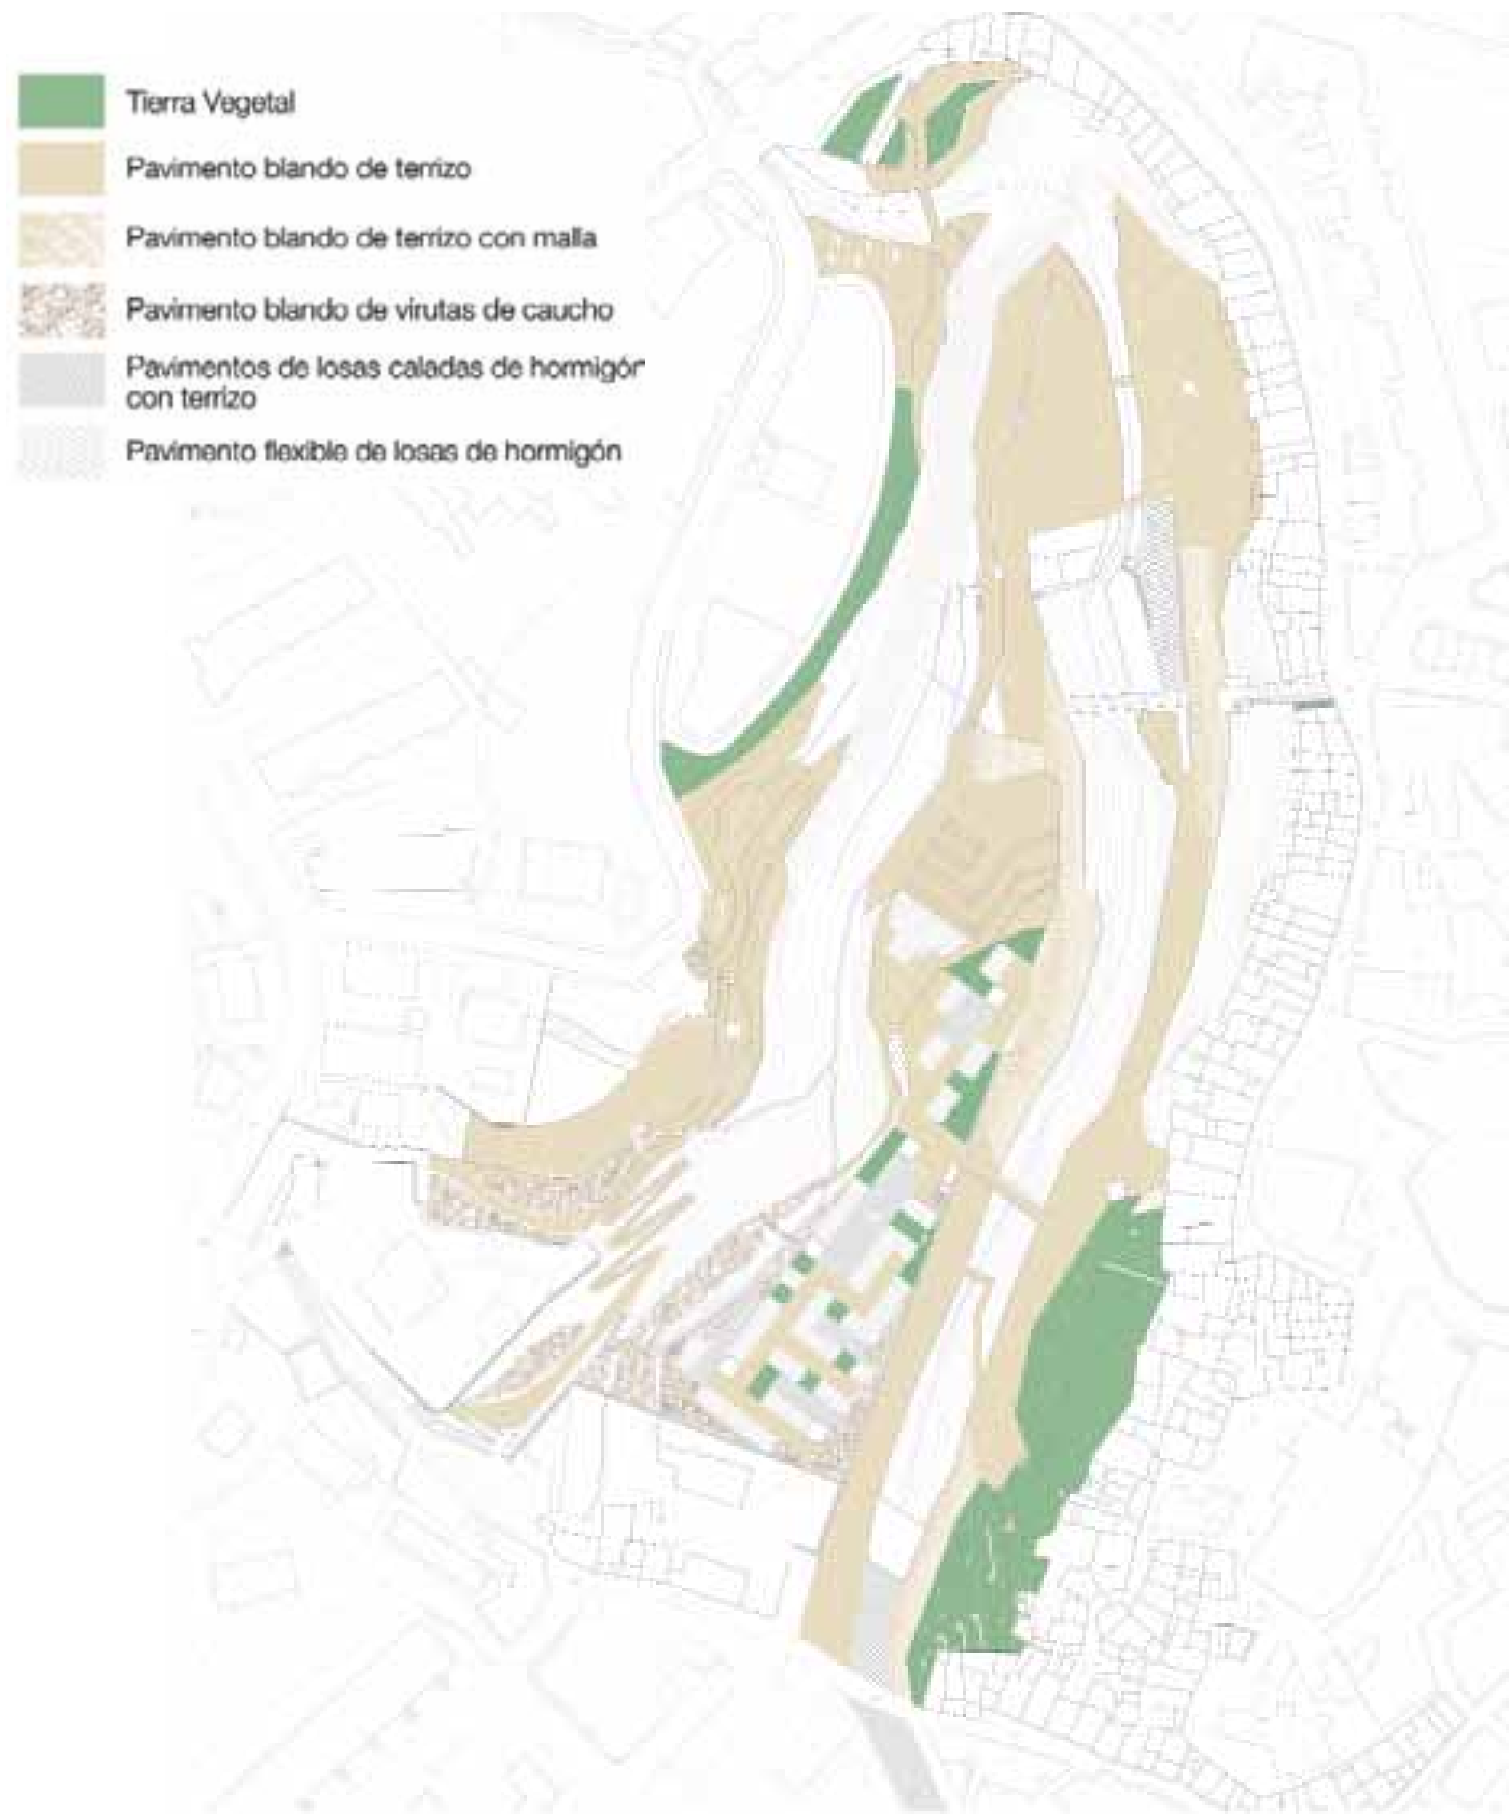 Tierra Vegetal
Pavimento blando de terrizo
Pavimento blando de terrizo con malla
Pavimento blando de virutas de caucho
Pavimentos de losas caladas de hormigón
con terrizo
Pavimento flexible de losas de hormigón